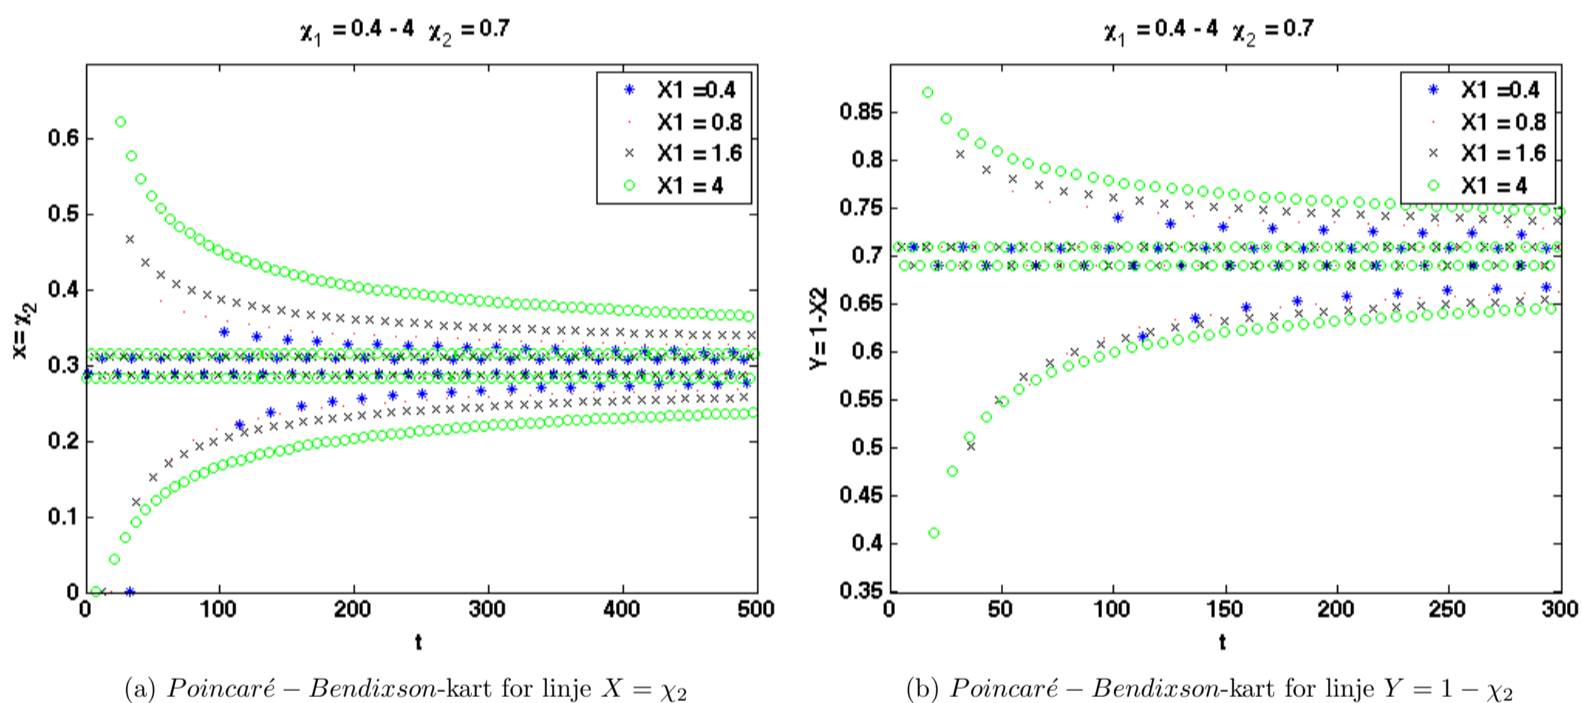 χ1 = 0.4 - 4 χ2 = 0.7
X1 =0.4
X1 = 0.8
X1 = 1.6
X1 = 4
0.6
0.5
0.4
0.3
0.2
0.1
0
x= χ2
0 100 200 300 400 500
t
(a) Poincaré − Bendixson-kart for linje X = χ2
χ1 = 0.4 - 4 χ2 = 0.7
X1 =0.4
X1 = 0.8
X1 = 1.6
X1 = 4
0.85
0.8
0.75
0.7
0.65
0.6
0.55
0.5
0.45
0.4
0.35
Y= 1-X2
0 50 100 150 200 250 300
t
(b) Poincaré − Bendixson-kart for linje Y = 1 − χ2